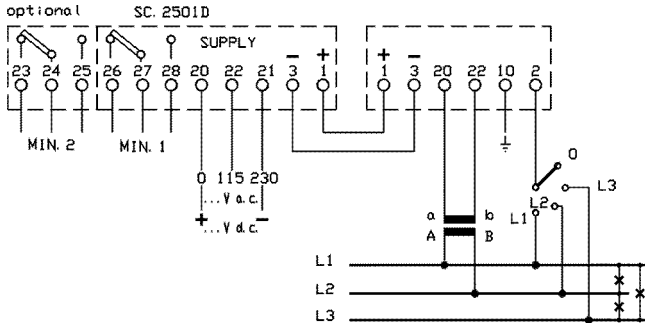 optional SC. 2501D
SUPPLY
− + + −
23 24 25 26 27 28 20 22 21 3 1 1 3 20 22 10 2
MIN. 2 MIN. 1
0
0 115 230
...V a.c.
+ ...V d.c. −
L3
L2
L1
a b
A B
L1
L2
L3